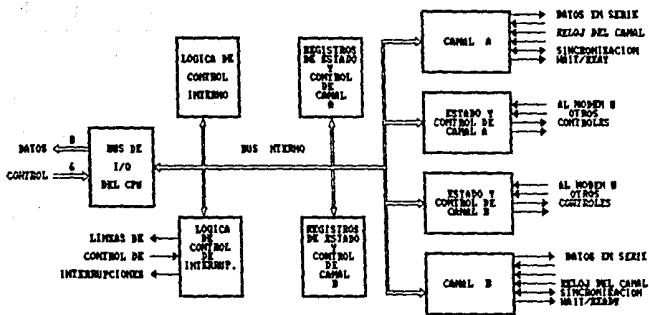 LOGICA DE
CONTROL
INTERNO
REGISTROS
DE ESTADO
Y
CONTROL
DE
CANAL
A
CANAL A
DATOS EN SERIE
RELOJ DEL CANAL
SINCRONIZACION
WAIT/READY
ESTADO Y
CONTROL DE
CANAL A
AL MODEM U
OTROS
CONTROLES
DATOS
8
CONTROL
6
BUS DE
I/O
DEL CPU
BUS NTERNO
ESTADO Y
CONTROL DE
CANAL B
AL MODEM U
OTROS
CONTROLES
LINEAS DE
CONTROL DE
INTERRUPCIONES
LOGICA
DE
CONTROL
DE
INTERRUP.
REGISTROS
DE ESTADO
Y
CONTROL
DE
CANAL
B
CANAL B
DATOS EN SERIE
RELOJ DEL CANAL
SINCRONIZACION
WAIT/READY